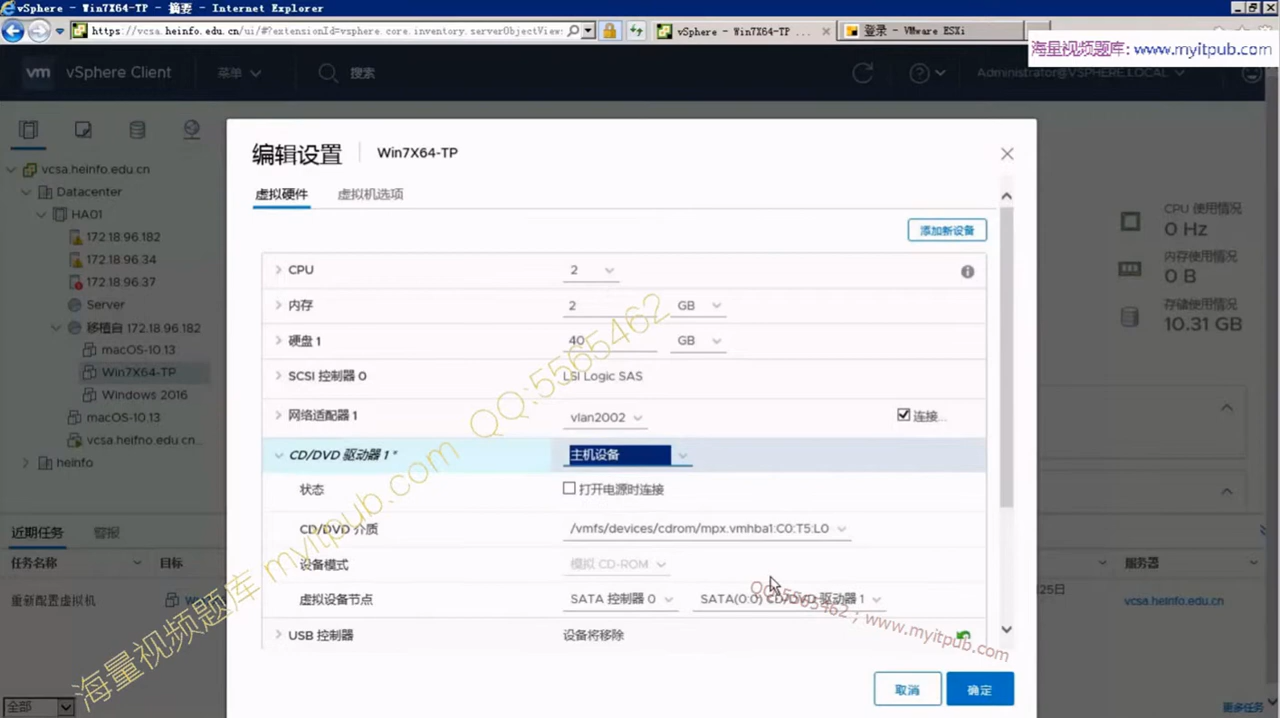 vSphere - Win7X64-TP - 摘要 - Internet Explorer
https://vcsa.heinfo.edu.cn/ui/#?extensionId=vsphere.core.inventory.serverObjectView
vSphere - Win7X64-TP ...
登录 - VMware ESXi
海量视频题库: www.myitpub.com
vm vSphere Client
菜单
搜索
Administrator@VSPHERE.LOCAL
vcsa.heinfo.edu.cn
Datacenter
HA01
172.18.96.182
172.18.96.34
172.18.96.37
Server
移植自 172.18.96.182
macOS-10.13
Win7X64-TP
Windows 2016
macOS-10.13
vcsa.heifno.edu.cn...
heinfo
编辑设置
Win7X64-TP
虚拟硬件
虚拟机选项
添加新设备
CPU 2
内存 2 GB
硬盘 1 40 GB
SCSI 控制器 0 LSI Logic SAS
网络适配器 1 vlan2002 连接...
CD/DVD 驱动器 1 * 主机设备
状态 打开电源时连接
CD/DVD 介质 /vmfs/devices/cdrom/mpx.vmhba1:C0:T5:L0
设备模式 模拟 CD-ROM
虚拟设备节点 SATA 控制器 0 SATA(0:0) CD/DVD 驱动器 1
USB 控制器 设备将移除
取消
确定
CPU 使用情况
0 Hz
内存使用情况
0 B
存储使用情况
10.31 GB
近期任务
警报
任务名称
目标
服务器
重新配置虚拟机
25日
vcsa.heinfo.edu.cn
全部
更多任务
海量视频题库 myitpub.com QQ:5565462
QQ:5565462 ; www.myitpub.com